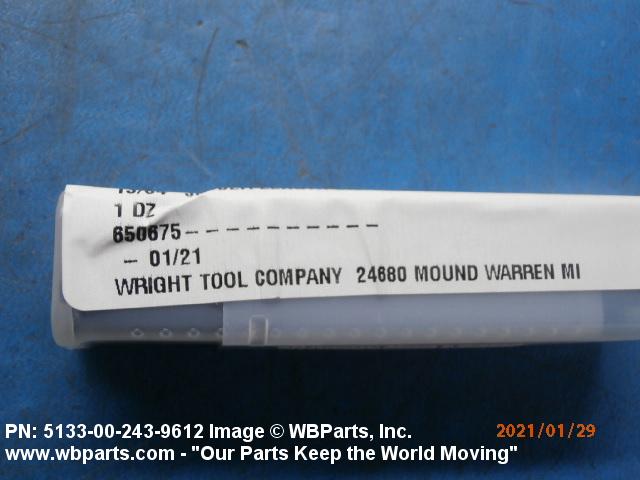 1 DZ
650675-----------
- 01/21
WRIGHT TOOL COMPANY 24680 MOUND WARREN MI
PN: 5133-00-243-9612 Image © WBParts, Inc. 2021/01/29
www.wbparts.com - "Our Parts Keep the World Moving"